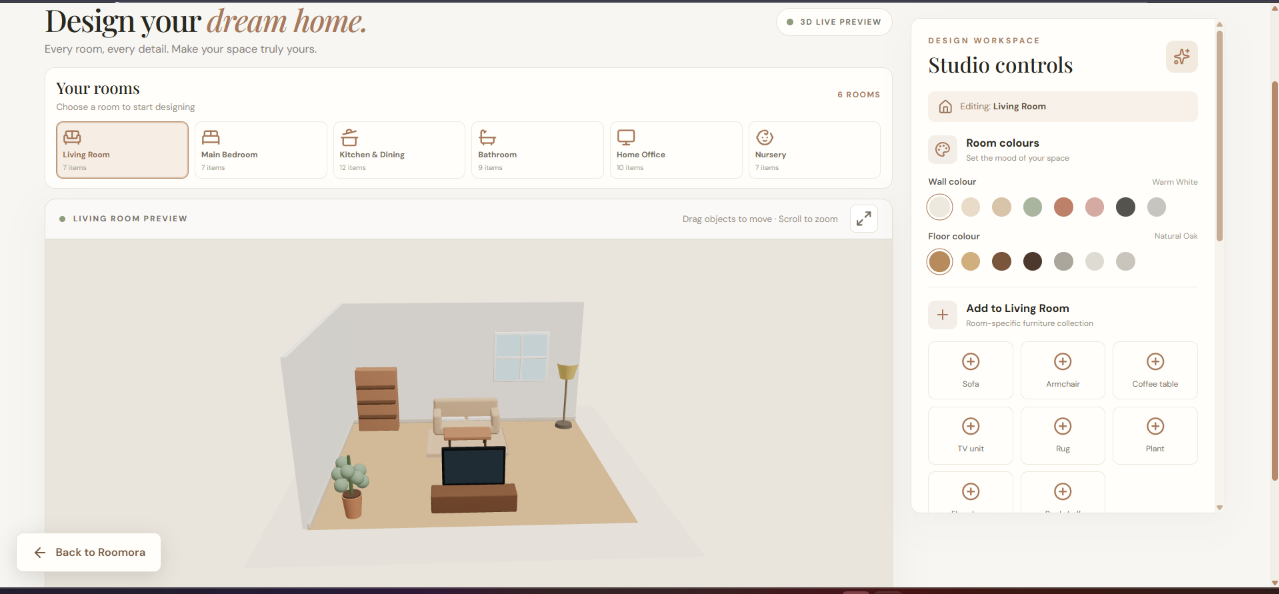 Design your dream home.
Every room, every detail. Make your space truly yours.
3D LIVE PREVIEW
Your rooms
Choose a room to start designing
6 ROOMS
Living Room
7 items
Main Bedroom
7 items
Kitchen & Dining
12 items
Bathroom
9 items
Home Office
10 items
Nursery
7 items
LIVING ROOM PREVIEW
Drag objects to move · Scroll to zoom
Back to Roomora
DESIGN WORKSPACE
Studio controls
Editing: Living Room
Room colours
Set the mood of your space
Wall colour
Warm White
Floor colour
Natural Oak
Add to Living Room
Room-specific furniture collection
Sofa
Armchair
Coffee table
TV unit
Rug
Plant